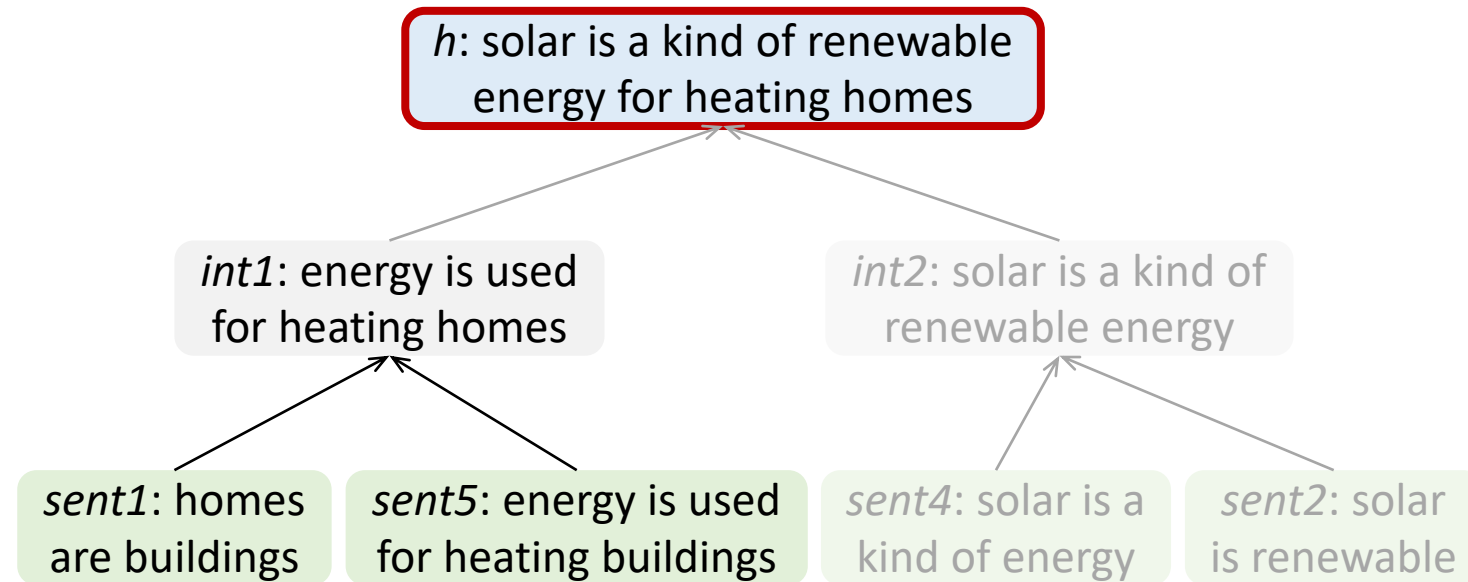 h: solar is a kind of renewable
energy for heating homes
int1: energy is used
for heating homes
int2: solar is a kind of
renewable energy
sent1: homes
are buildings
sent5: energy is used
for heating buildings
sent4: solar is a
kind of energy
sent2: solar
is renewable